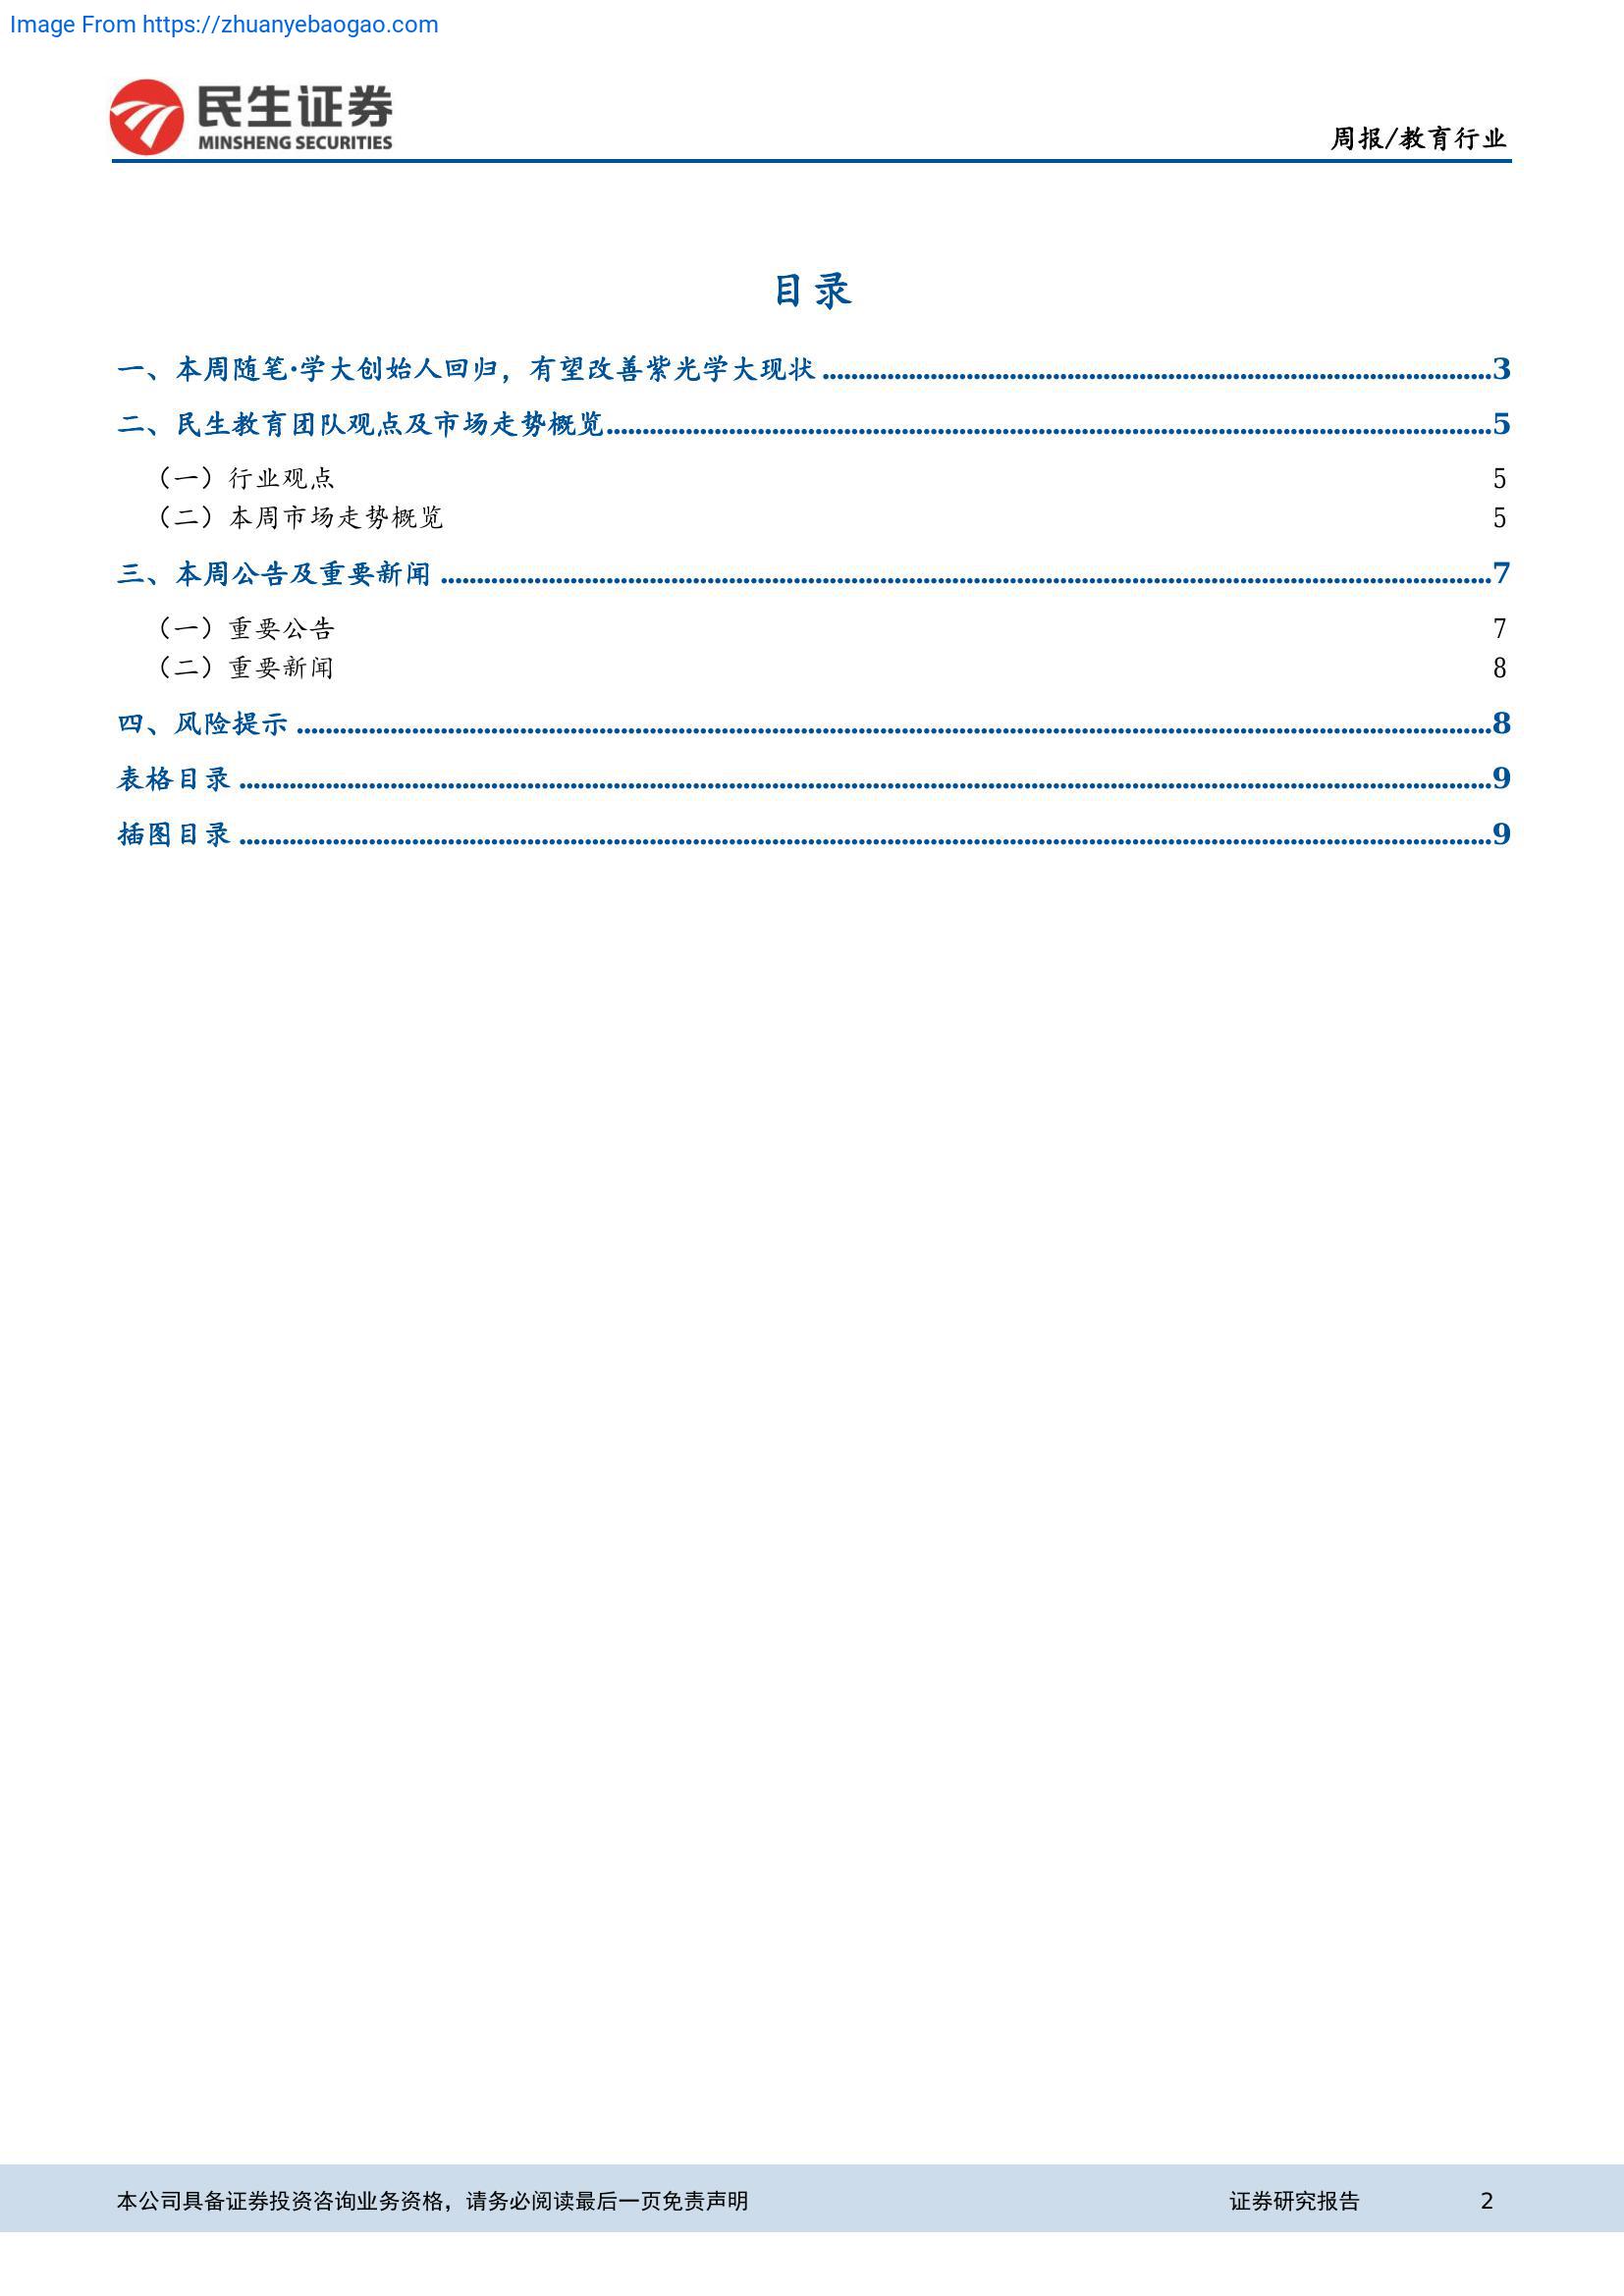 Image From https://zhuanyebaogao.com
民生证券
MINSHENG SECURITIES
周报/教育行业
目录
一、本周随笔·学大创始人回归，有望改善紫光学大现状 3
二、民生教育团队观点及市场走势概览 5
（一）行业观点 5
（二）本周市场走势概览 5
三、本周公告及重要新闻 7
（一）重要公告 7
（二）重要新闻 8
四、风险提示 8
表格目录 9
插图目录 9
本公司具备证券投资咨询业务资格，请务必阅读最后一页免责声明 证券研究报告 2